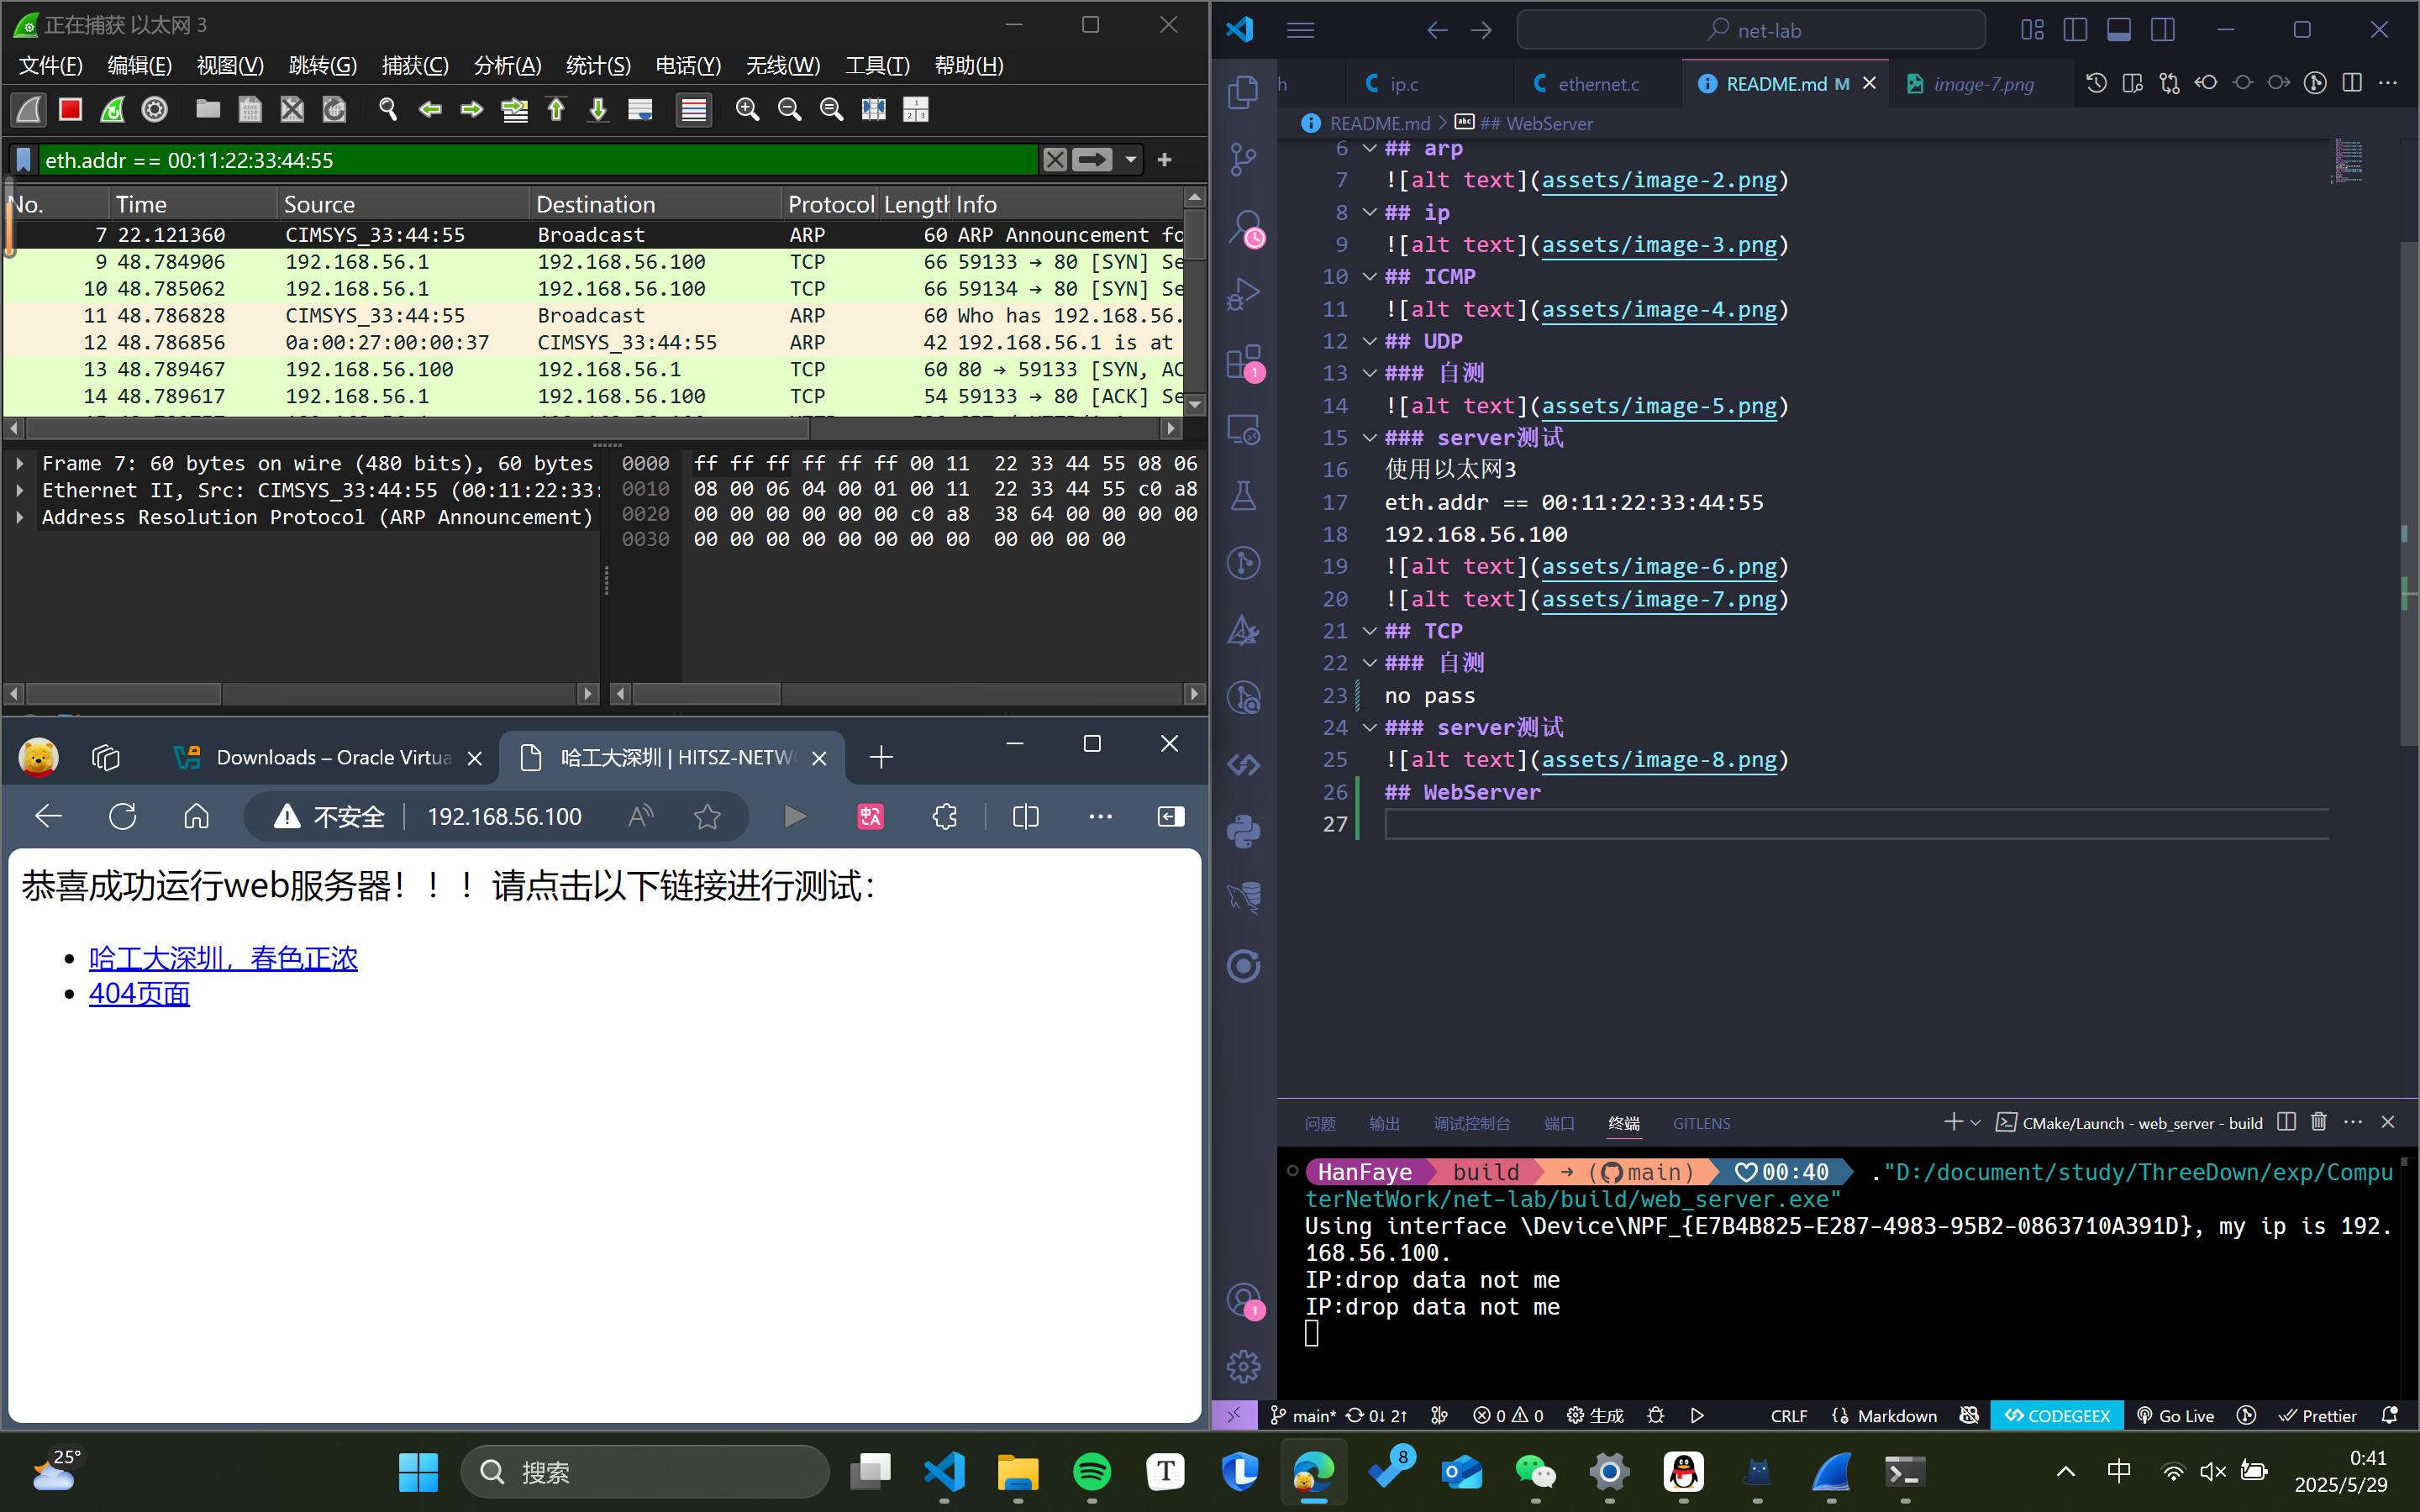 正在捕获 以太网 3
文件(F) 编辑(E) 视图(V) 跳转(G) 捕获(C) 分析(A) 统计(S) 电话(Y) 无线(W) 工具(T) 帮助(H)
eth.addr == 00:11:22:33:44:55
No. Time Source Destination Protocol Length Info
7 22.121360 CIMSYS_33:44:55 Broadcast ARP 60 ARP Announcement fo
9 48.784906 192.168.56.1 192.168.56.100 TCP 66 59133 → 80 [SYN] Se
10 48.785062 192.168.56.1 192.168.56.100 TCP 66 59134 → 80 [SYN] Se
11 48.786828 CIMSYS_33:44:55 Broadcast ARP 60 Who has 192.168.56.
12 48.786856 0a:00:27:00:00:37 CIMSYS_33:44:55 ARP 42 192.168.56.1 is at
13 48.789467 192.168.56.100 192.168.56.1 TCP 60 80 → 59133 [SYN, AC
14 48.789617 192.168.56.1 192.168.56.100 TCP 54 59133 → 80 [ACK] Se
Frame 7: 60 bytes on wire (480 bits), 60 bytes
Ethernet II, Src: CIMSYS_33:44:55 (00:11:22:33:
Address Resolution Protocol (ARP Announcement)
0000 ff ff ff ff ff ff 00 11 22 33 44 55 08 06
0010 08 00 06 04 00 01 00 11 22 33 44 55 c0 a8
0020 00 00 00 00 00 00 c0 a8 38 64 00 00 00 00
0030 00 00 00 00 00 00 00 00 00 00 00 00
Downloads – Oracle Virtua
哈工大深圳 | HITSZ-NETW
不安全 192.168.56.100
恭喜成功运行web服务器！！！请点击以下链接进行测试：
哈工大深圳，春色正浓
404页面
net-lab
h ip.c ethernet.c README.md M image-7.png
README.md > ## WebServer
6 ## arp
7 ![alt text](assets/image-2.png)
8 ## ip
9 ![alt text](assets/image-3.png)
10 ## ICMP
11 ![alt text](assets/image-4.png)
12 ## UDP
13 ### 自测
14 ![alt text](assets/image-5.png)
15 ### server测试
16 使用以太网3
17 eth.addr == 00:11:22:33:44:55
18 192.168.56.100
19 ![alt text](assets/image-6.png)
20 ![alt text](assets/image-7.png)
21 ## TCP
22 ### 自测
23 no pass
24 ### server测试
25 ![alt text](assets/image-8.png)
26 ## WebServer
27
问题 输出 调试控制台 端口 终端 GITLENS
CMake/Launch - web_server - build
HanFaye build → (main) 00:40 ."D:/document/study/ThreeDown/exp/Compu
terNetWork/net-lab/build/web_server.exe"
Using interface \Device\NPF_{E7B4B825-E287-4983-95B2-0863710A391D}, my ip is 192.
168.56.100.
IP:drop data not me
IP:drop data not me
main* 0↓ 2↑ 0 0 生成 CRLF Markdown CODEGEEX Go Live Prettier
25° 搜索 8 中 0:41
2025/5/29